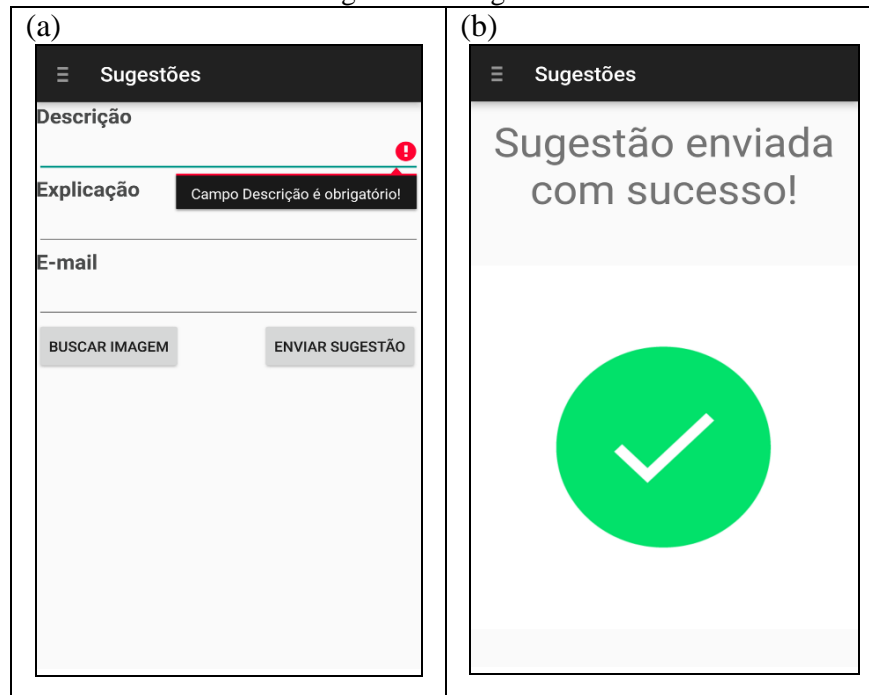 (a)
Sugestões
Descrição
Explicação
Campo Descrição é obrigatório!
E-mail
BUSCAR IMAGEM
ENVIAR SUGESTÃO
(b)
Sugestões
Sugestão enviada
com sucesso!